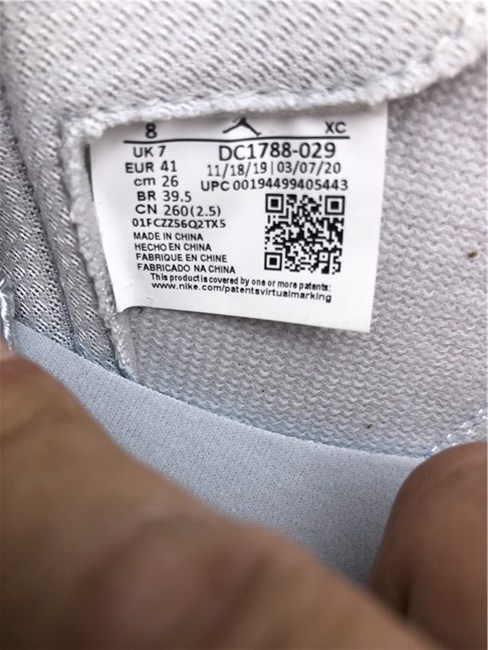 8 XC
UK 7 DC1788-029
EUR 41 11/18/19 | 03/07/20
cm 26 UPC 00194499405443
BR 39.5
CN 260(2.5)
01FCZZS6Q2TX5
MADE IN CHINA
HECHO EN CHINA
FABRIQUE EN CHINE
FABRICADO NA CHINA
This product is covered by one or more patents:
www.nike.com/patentsvirtualmarking